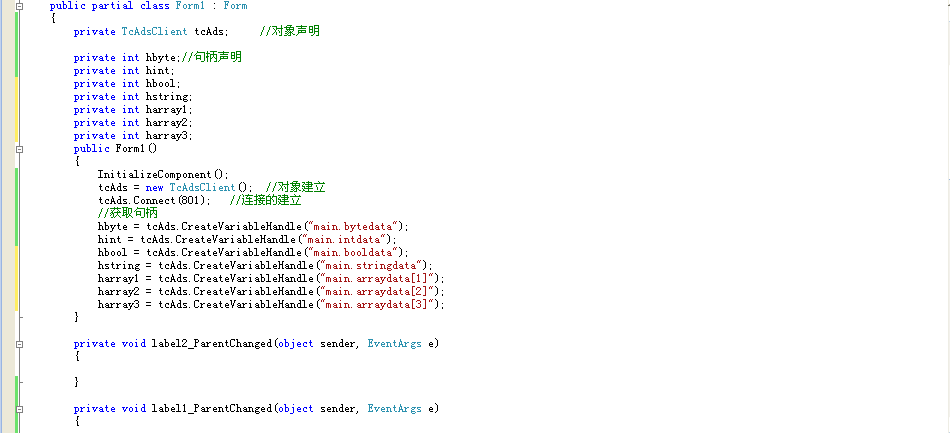 public partial class Form1 : Form
{
private TcAdsClient tcAds;     //对象声明
private int hbyte;//句柄声明
private int hint;
private int hbool;
private int hstring;
private int harray1;
private int harray2;
private int harray3;
public Form1()
{
InitializeComponent();
tcAds = new TcAdsClient();  //对象建立
tcAds.Connect(801);   //连接的建立
//获取句柄
hbyte = tcAds.CreateVariableHandle("main.bytedata");
hint = tcAds.CreateVariableHandle("main.intdata");
hbool = tcAds.CreateVariableHandle("main.booldata");
hstring = tcAds.CreateVariableHandle("main.stringdata");
harray1 = tcAds.CreateVariableHandle("main.arraydata[1]");
harray2 = tcAds.CreateVariableHandle("main.arraydata[2]");
harray3 = tcAds.CreateVariableHandle("main.arraydata[3]");
}
private void label2_ParentChanged(object sender, EventArgs e)
{
}
private void label1_ParentChanged(object sender, EventArgs e)
{